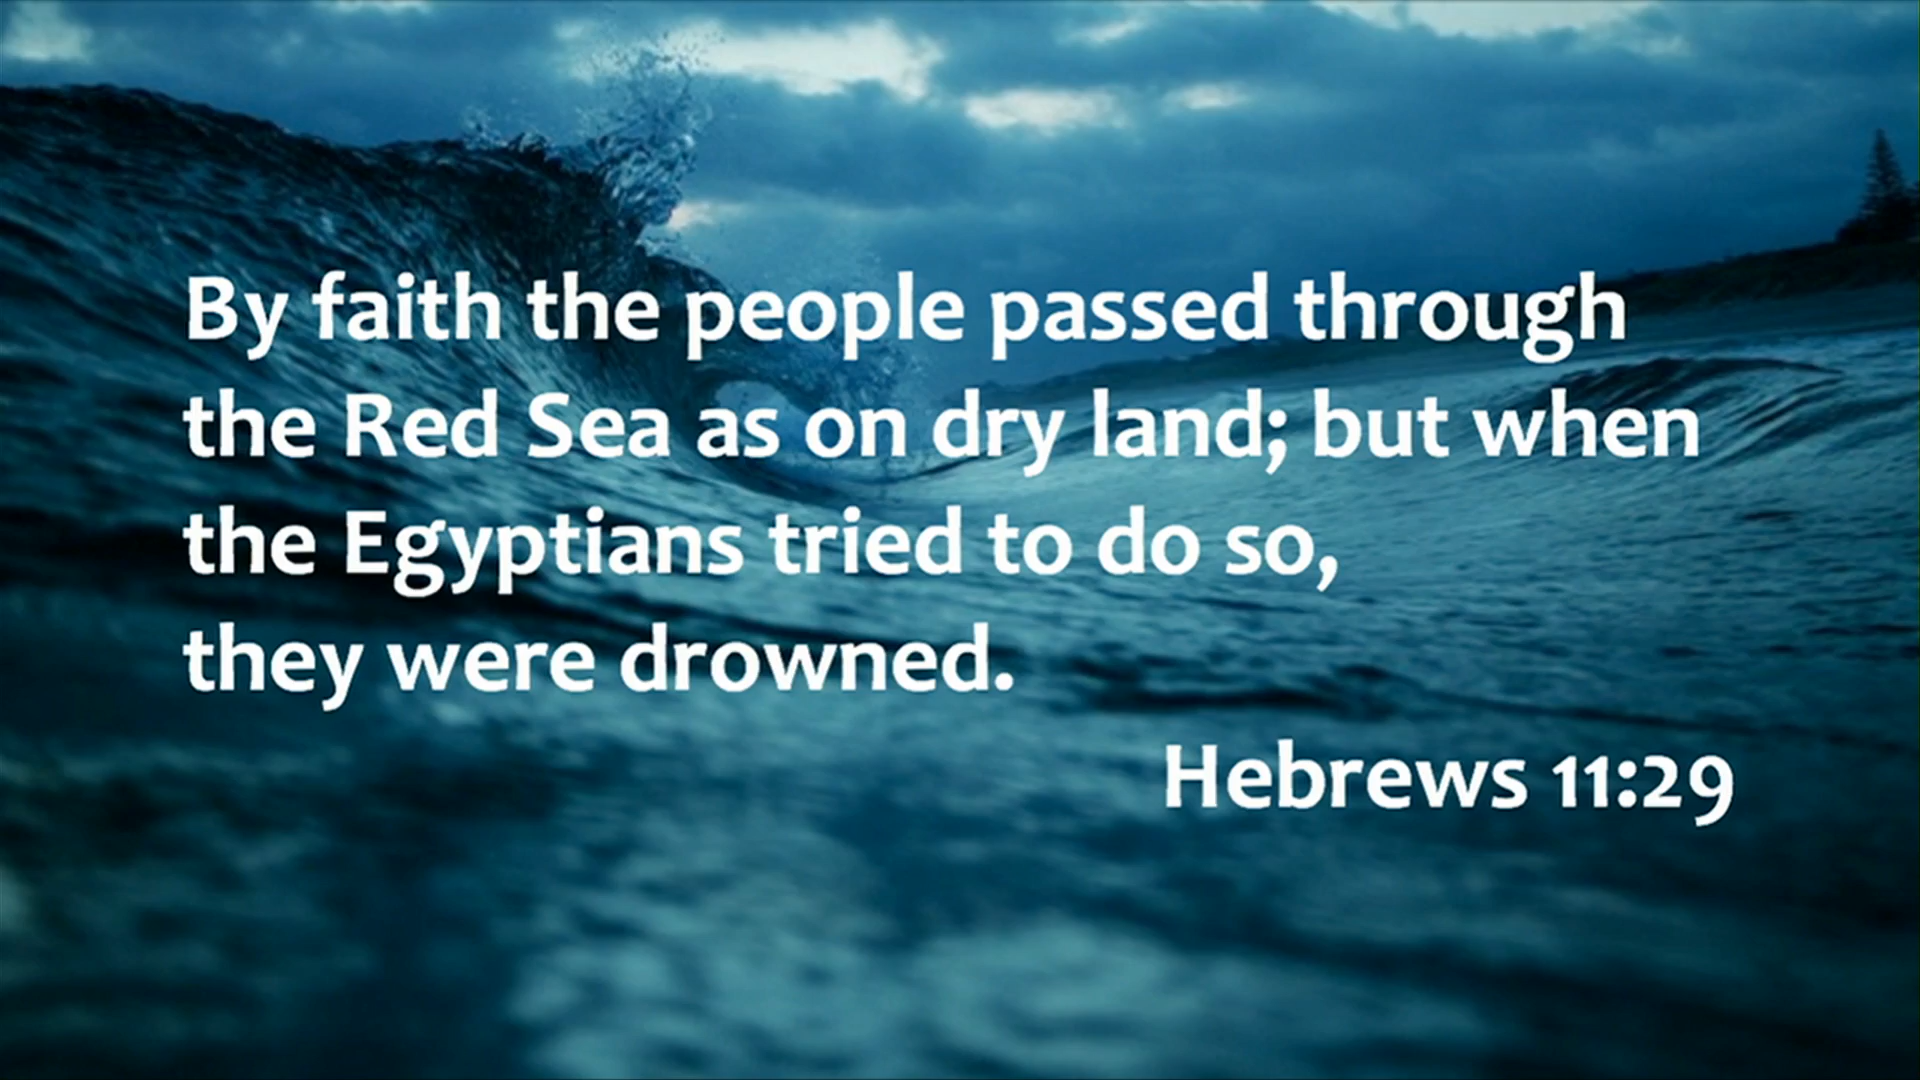 By faith the people passed through
the Red Sea as on dry land; but when
the Egyptians tried to do so,
they were drowned.
Hebrews 11:29